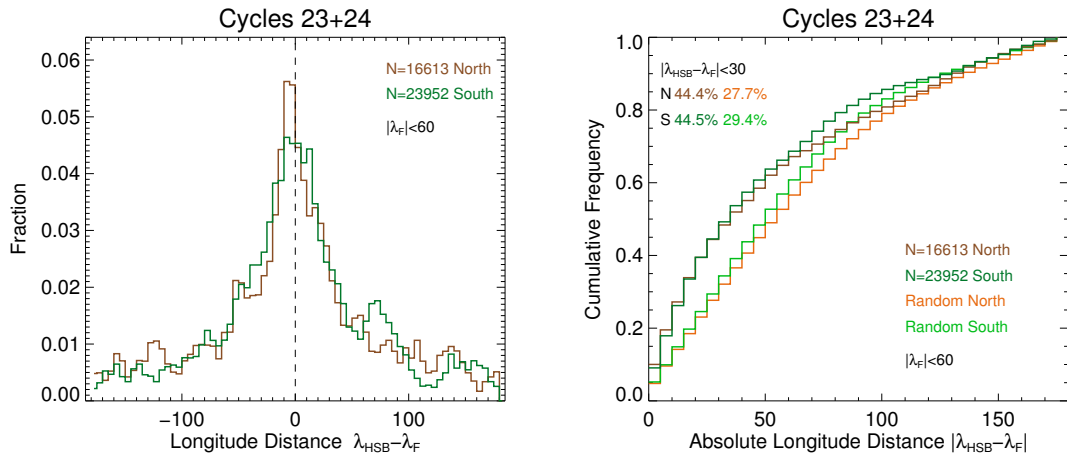 Cycles 23+24
0.06
0.05
0.04
0.03
0.02
0.01
0.00
Fraction
N=16613 North
N=23952 South
|λF|<60
−100
0
100
Longitude Distance λHSB−λF
Cycles 23+24
1.0
0.8
0.6
0.4
0.2
0.0
Cumulative Frequency
|λHSB−λF|<30
N 44.4% 27.7%
S 44.5% 29.4%
N=16613 North
N=23952 South
Random North
Random South
|λF|<60
0
50
100
150
Absolute Longitude Distance |λHSB−λF|